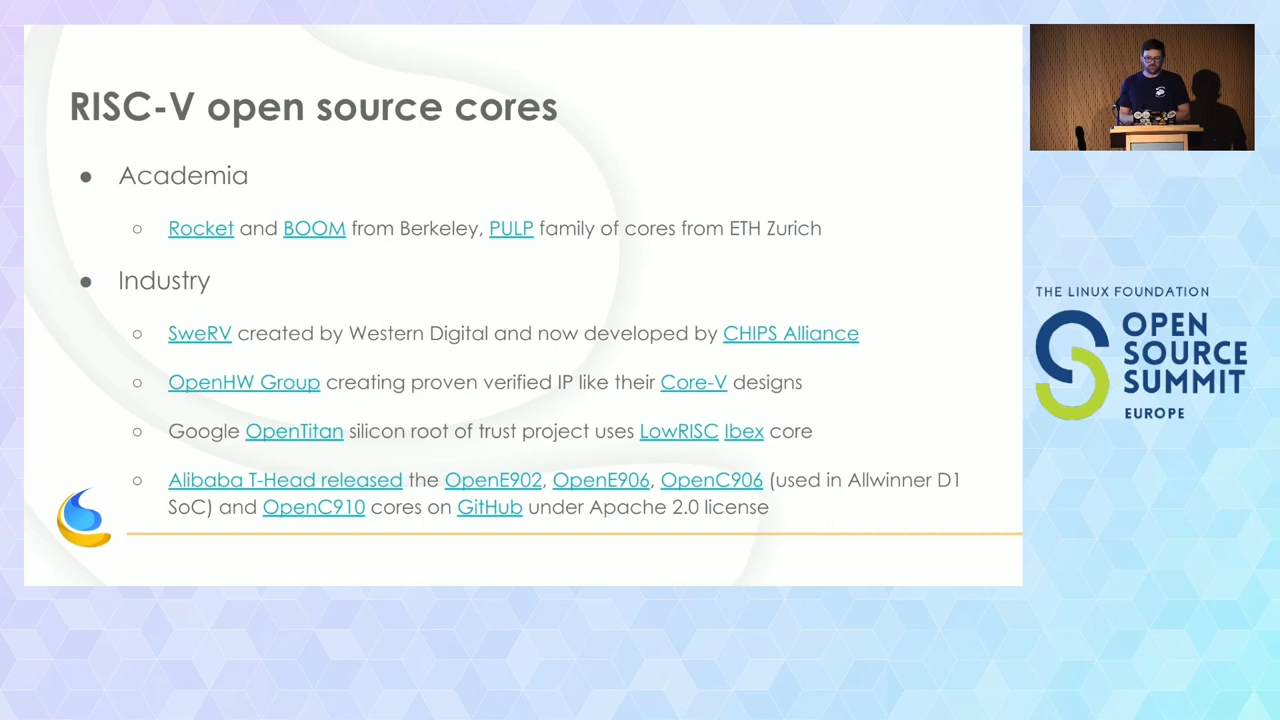 RISC-V open source cores
● Academia
○ Rocket and BOOM from Berkeley, PULP family of cores from ETH Zurich
● Industry
○ SweRV created by Western Digital and now developed by CHIPS Alliance
○ OpenHW Group creating proven verified IP like their Core-V designs
○ Google OpenTitan silicon root of trust project uses LowRISC Ibex core
○ Alibaba T-Head released the OpenE902, OpenE906, OpenC906 (used in Allwinner D1
SoC) and OpenC910 cores on GitHub under Apache 2.0 license
THE LINUX FOUNDATION
OPEN
SOURCE
SUMMIT
EUROPE